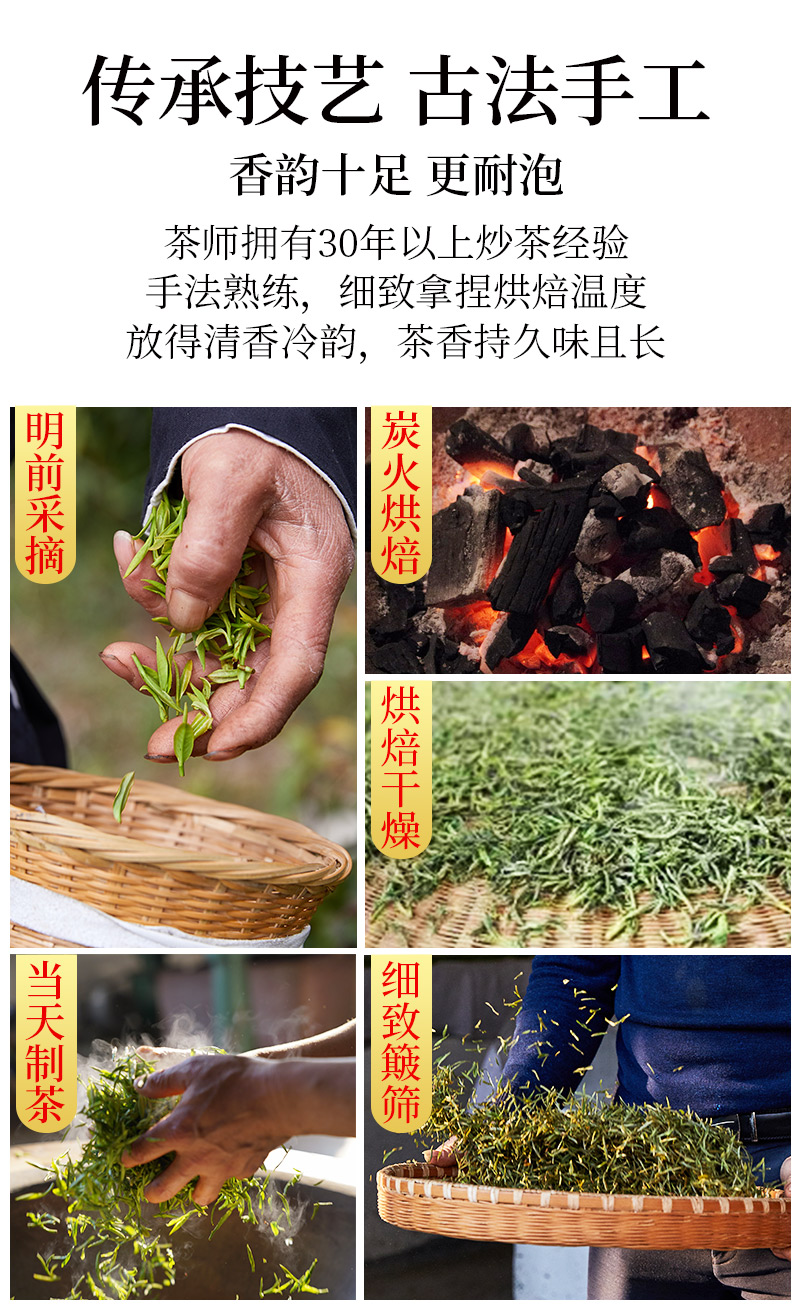 传承技艺 古法手工
香韵十足 更耐泡
茶师拥有30年以上炒茶经验
手法熟练，细致拿捏烘焙温度
放得清香冷韵，茶香持久味且长
明前采摘
炭火烘焙
烘焙干燥
当天制茶
细致簸筛